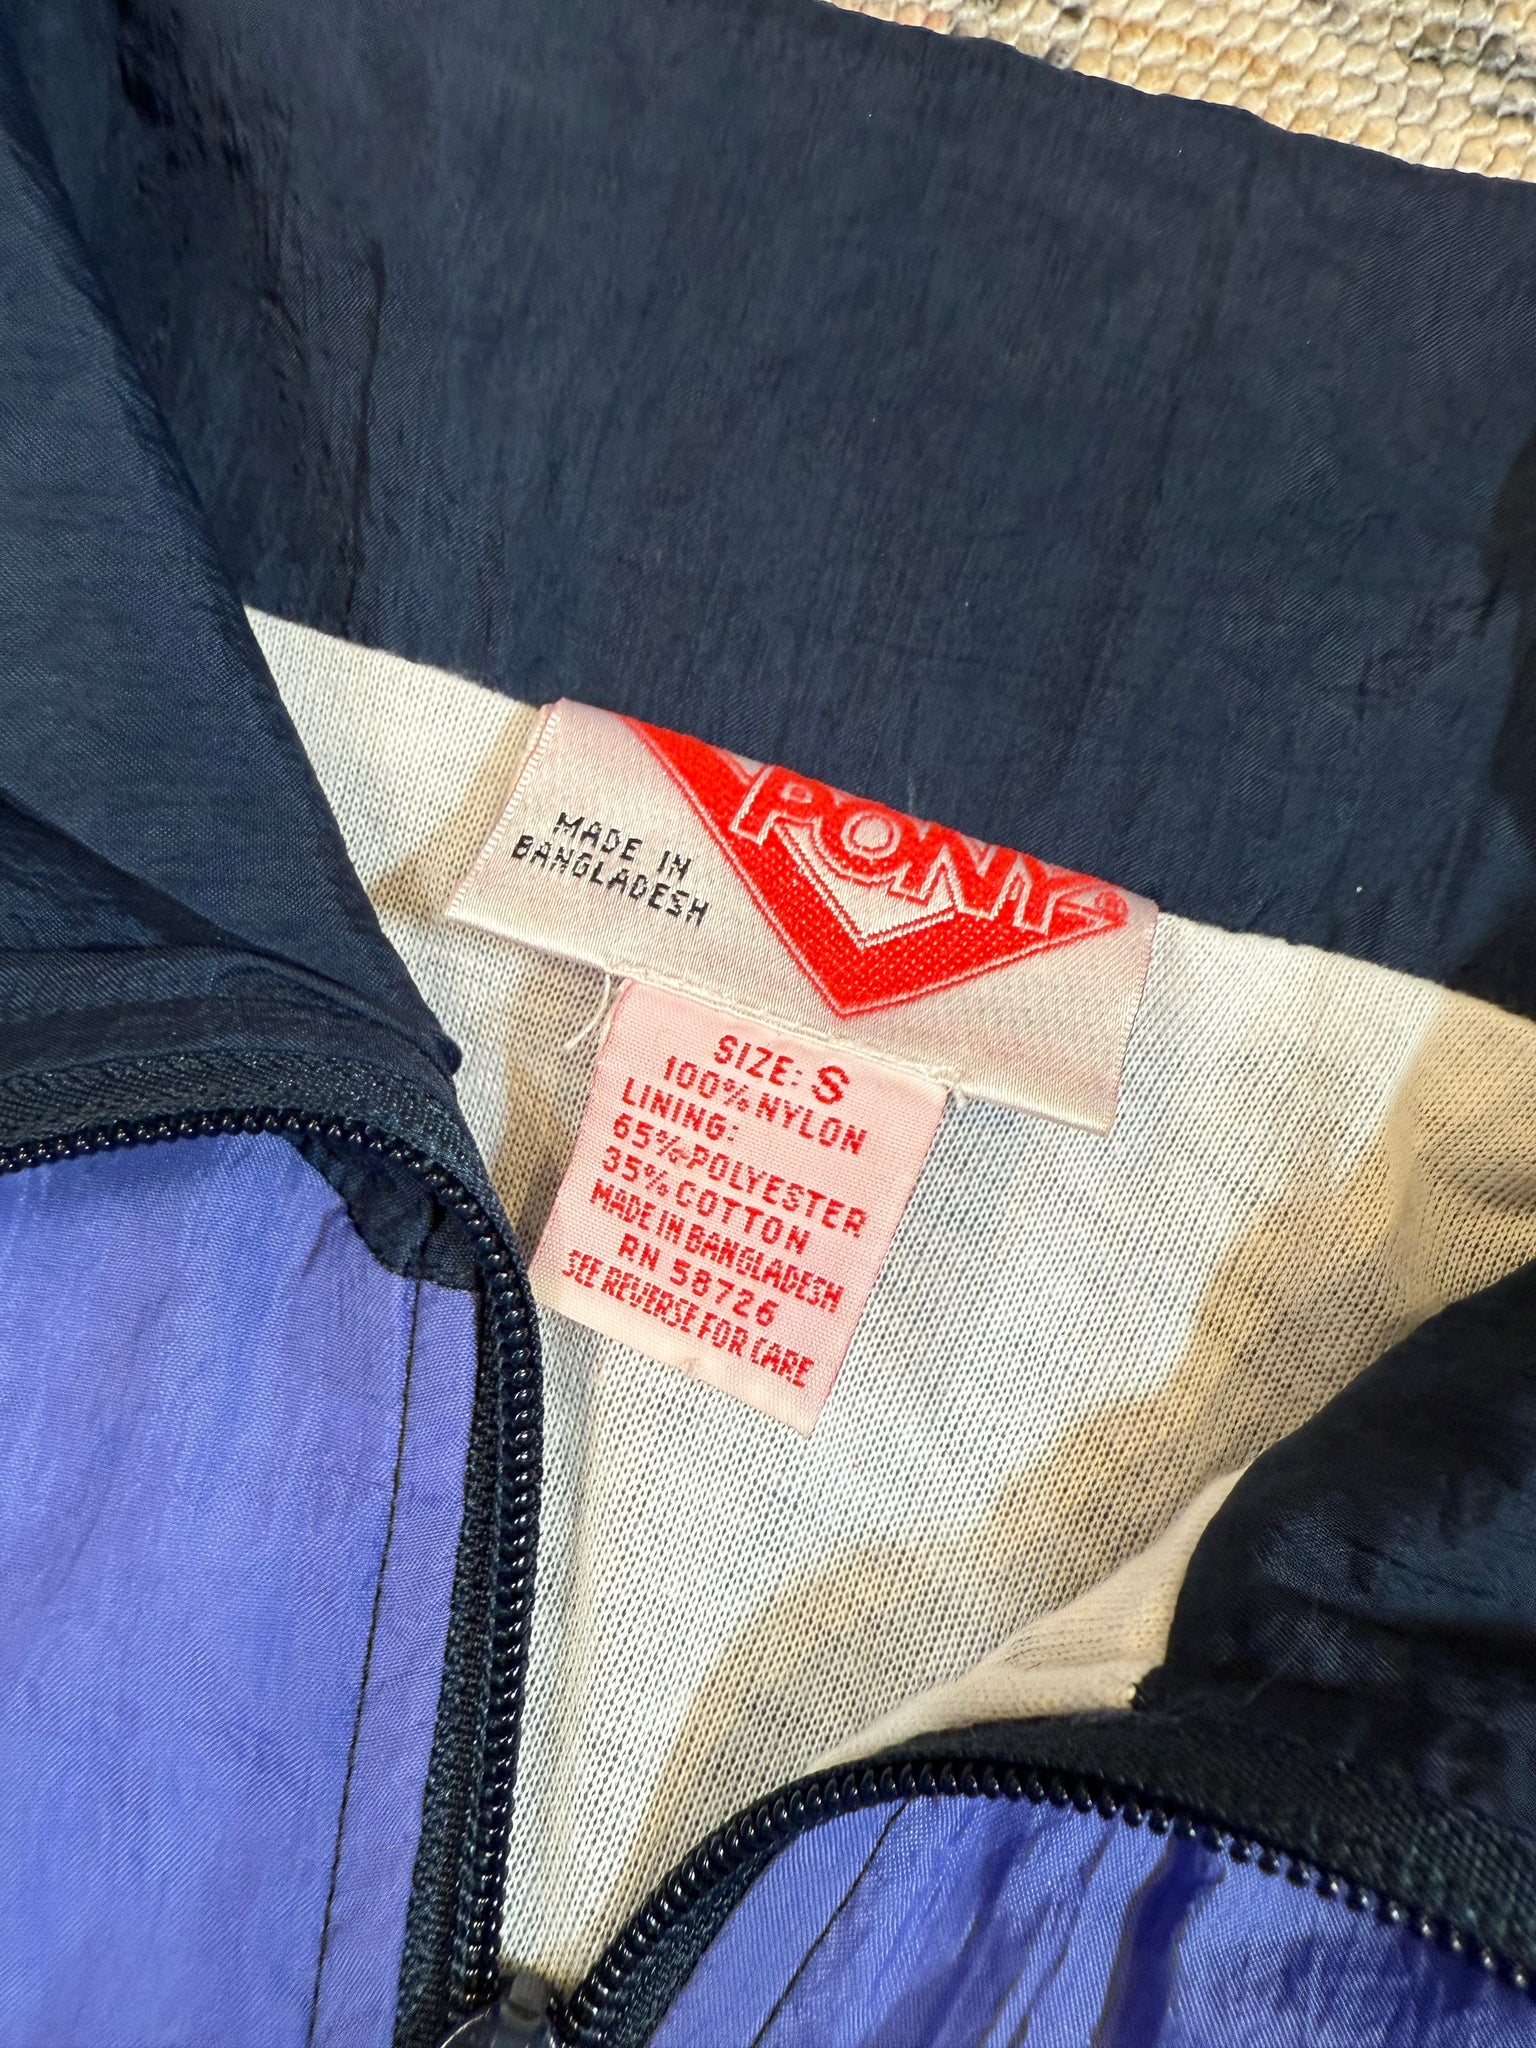 PONY®
MADE IN
BANGLADESH
SIZE: S
100% NYLON
LINING:
65% POLYESTER
35% COTTON
MADE IN BANGLADESH
RN 58726
SEE REVERSE FOR CARE